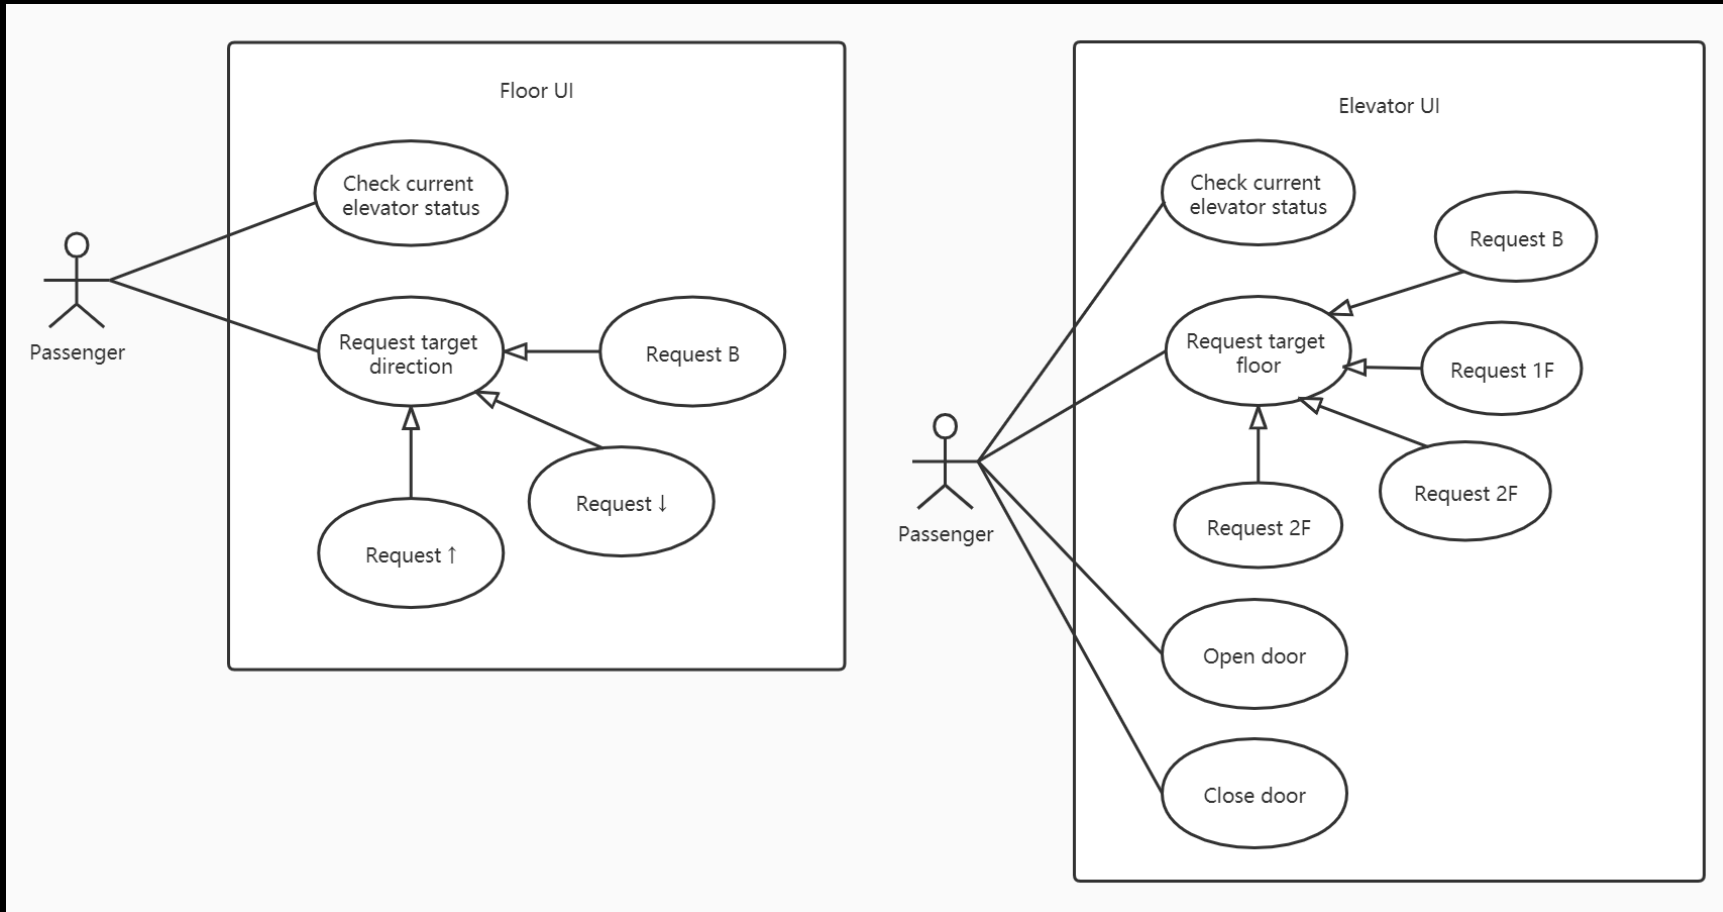 Floor UI
Check current
elevator status
Passenger
Request target
direction
Request B
Request ↓
Request ↑
Elevator UI
Check current
elevator status
Request B
Request target
floor
Request 1F
Request 2F
Request 2F
Passenger
Open door
Close door